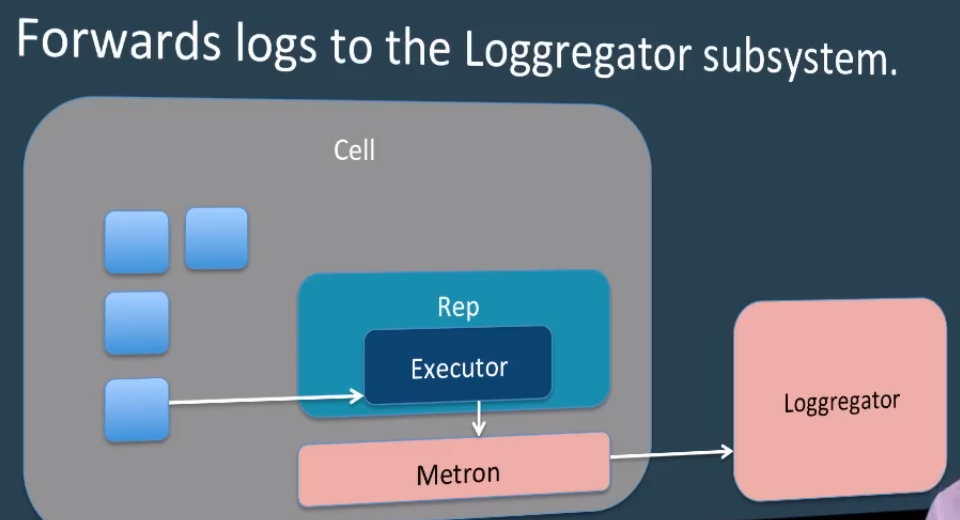 Forwards logs to the Loggregator subsystem.
Cell
Rep
Executor
Loggregator
Metron